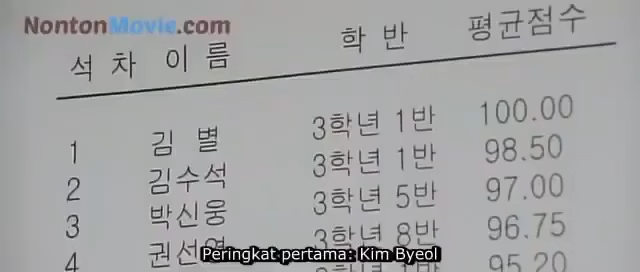 NontonMovie.com
석 차 이 름 학 반 평균점수
1 김 별 3학년 1반 100.00
2 김수석 3학년 1반 98.50
3 박신웅 3학년 5반 97.00
4 3학년 8반 96.75
95.20
Peringkat pertama: Kim Byeol